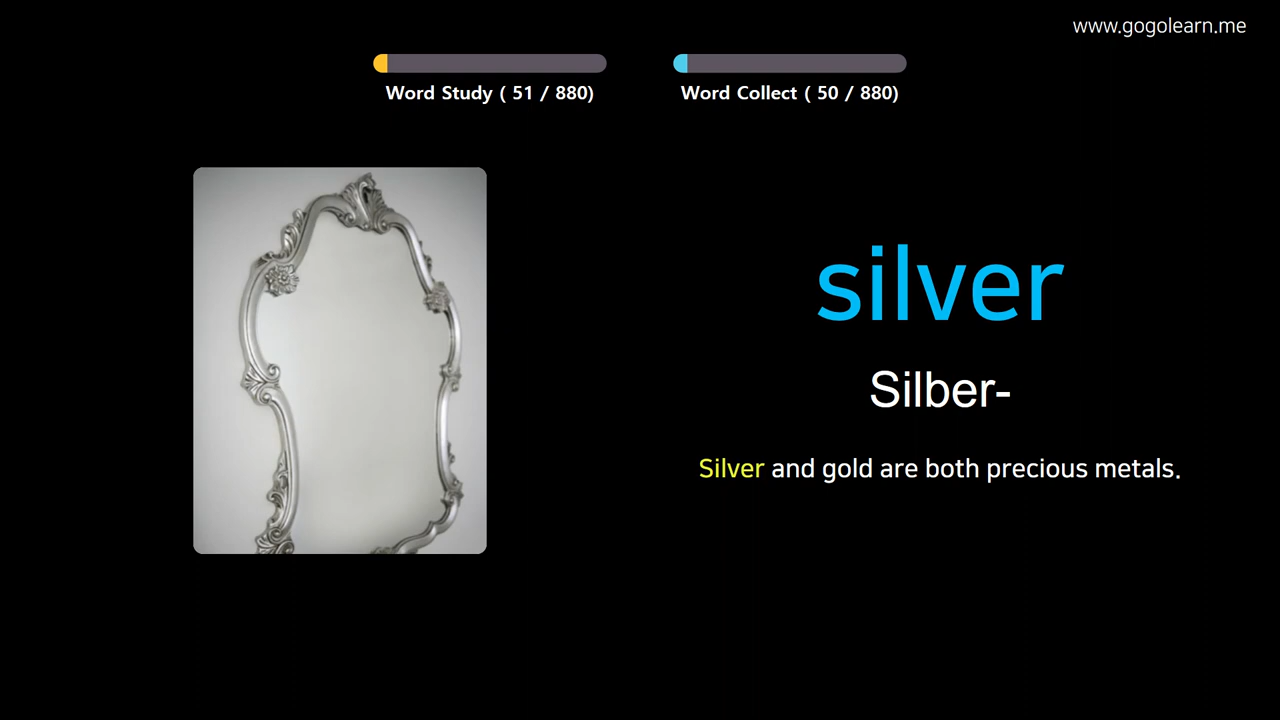 www.gogolearn.me
Word Study ( 51 / 880)
Word Collect ( 50 / 880)
silver
Silber-
Silver and gold are both precious metals.